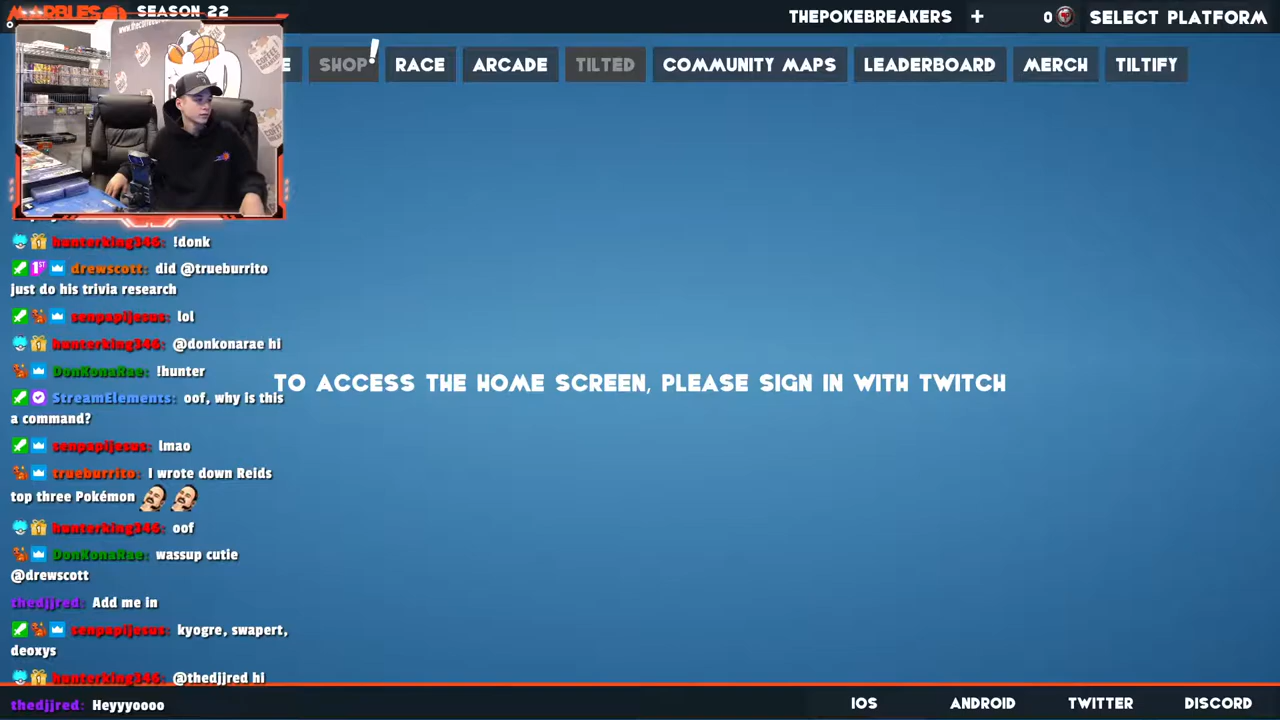 MARBLES
SEASON 22
THEPOKEBREAKERS + 0 SELECT PLATFORM
SHOP! RACE ARCADE TILTED COMMUNITY MAPS LEADERBOARD MERCH TILTIFY
hunterking346: !donk
drewscott: did @trueburrito
just do his trivia research
senpapijesus: lol
hunterking346: @donkonarae hi
DonKonaRae: !hunter
TO ACCESS THE HOME SCREEN, PLEASE SIGN IN WITH TWITCH
StreamElements: oof, why is this
a command?
senpapijesus: lmao
trueburrito: I wrote down Reids
top three Pokémon
hunterking346: oof
DonKonaRae: wassup cutie
@drewscott
thedjjred: Add me in
senpapijesus: kyogre, swapert,
deoxys
hunterking346: @thedjjred hi
thedjjred: Heyyyoooo
IOS ANDROID TWITTER DISCORD